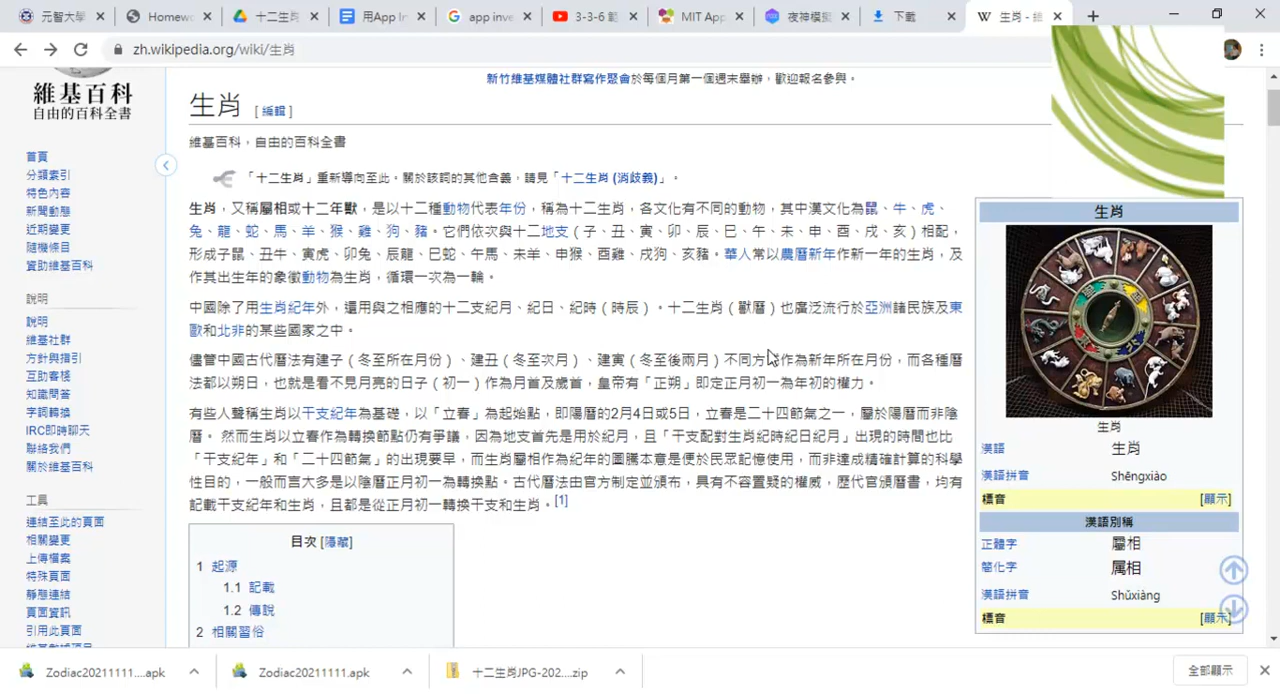 元智大學
Homew
十二生肖
用App In
app inve
3-3-6 範
MIT App
夜神模擬
下載
生肖 - 維
zh.wikipedia.org/wiki/生肖
維基百科
自由的百科全書
首頁
分類索引
特色內容
新聞動態
近期變更
隨機條目
資助維基百科
說明
說明
維基社群
方針與指引
互助客棧
知識問答
字詞轉換
IRC即時聊天
聯絡我們
關於維基百科
工具
連結至此的頁面
相關變更
上傳檔案
特殊頁面
靜態連結
頁面資訊
引用此頁面
新竹維基媒體社群寫作聚會於每個月第一個週末舉辦,歡迎報名參與。
生肖 [編輯]
維基百科,自由的百科全書
「十二生肖」重新導向至此。關於該詞的其他含義,請見「十二生肖 (消歧義)」。
生肖,又稱屬相或十二年獸,是以十二種動物代表年份,稱為十二生肖,各文化有不同的動物,其中漢文化為鼠、牛、虎、
兔、龍、蛇、馬、羊、猴、雞、狗、豬。它們依次與十二地支(子、丑、寅、卯、辰、巳、午、未、申、酉、戌、亥)相配,
形成子鼠、丑牛、寅虎、卯兔、辰龍、巳蛇、午馬、未羊、申猴、酉雞、戌狗、亥豬。華人常以農曆新年作新一年的生肖,及
作其出生年的象徵動物為生肖,循環一次為一輪。
中國除了用生肖紀年外,還用與之相應的十二支紀月、紀日、紀時(時辰)。十二生肖(獸曆)也廣泛流行於亞洲諸民族及東
歐和北非的某些國家之中。
儘管中國古代曆法有建子(冬至所在月份)、建丑(冬至次月)、建寅(冬至後兩月)不同方作為新年所在月份,而各種曆
法都以朔日,也就是看不見月亮的日子(初一)作為月首及歲首,皇帝有「正朔」即定正月初一為年初的權力。
有些人聲稱生肖以干支紀年為基礎,以「立春」為起始點,即陽曆的2月4日或5日,立春是二十四節氣之一,屬於陽曆而非陰
曆。 然而生肖以立春作為轉換節點仍有爭議,因為地支首先是用於紀月,且「干支配對生肖紀時紀日紀月」出現的時間也比
「干支紀年」和「二十四節氣」的出現要早,而生肖屬相作為紀年的圖騰本意是便於民眾記憶使用,而非達成精確計算的科學
性目的,一般而言大多是以陰曆正月初一為轉換點。古代曆法由官方制定並頒布,具有不容置疑的權威,歷代官頒曆書,均有
記載干支紀年和生肖,且都是從正月初一轉換干支和生肖。[1]
目次 [隱藏]
1 起源
1.1 記載
1.2 傳說
2 相關習俗
生肖
生肖
漢語 生肖
漢語拼音 Shēngxiào
標音 [顯示]
漢語別稱
正體字 屬相
簡化字 属相
漢語拼音 Shǔxiàng
標音 [顯示]
Zodiac20211111....apk
Zodiac20211111.apk
十二生肖JPG-202....zip
全部顯示